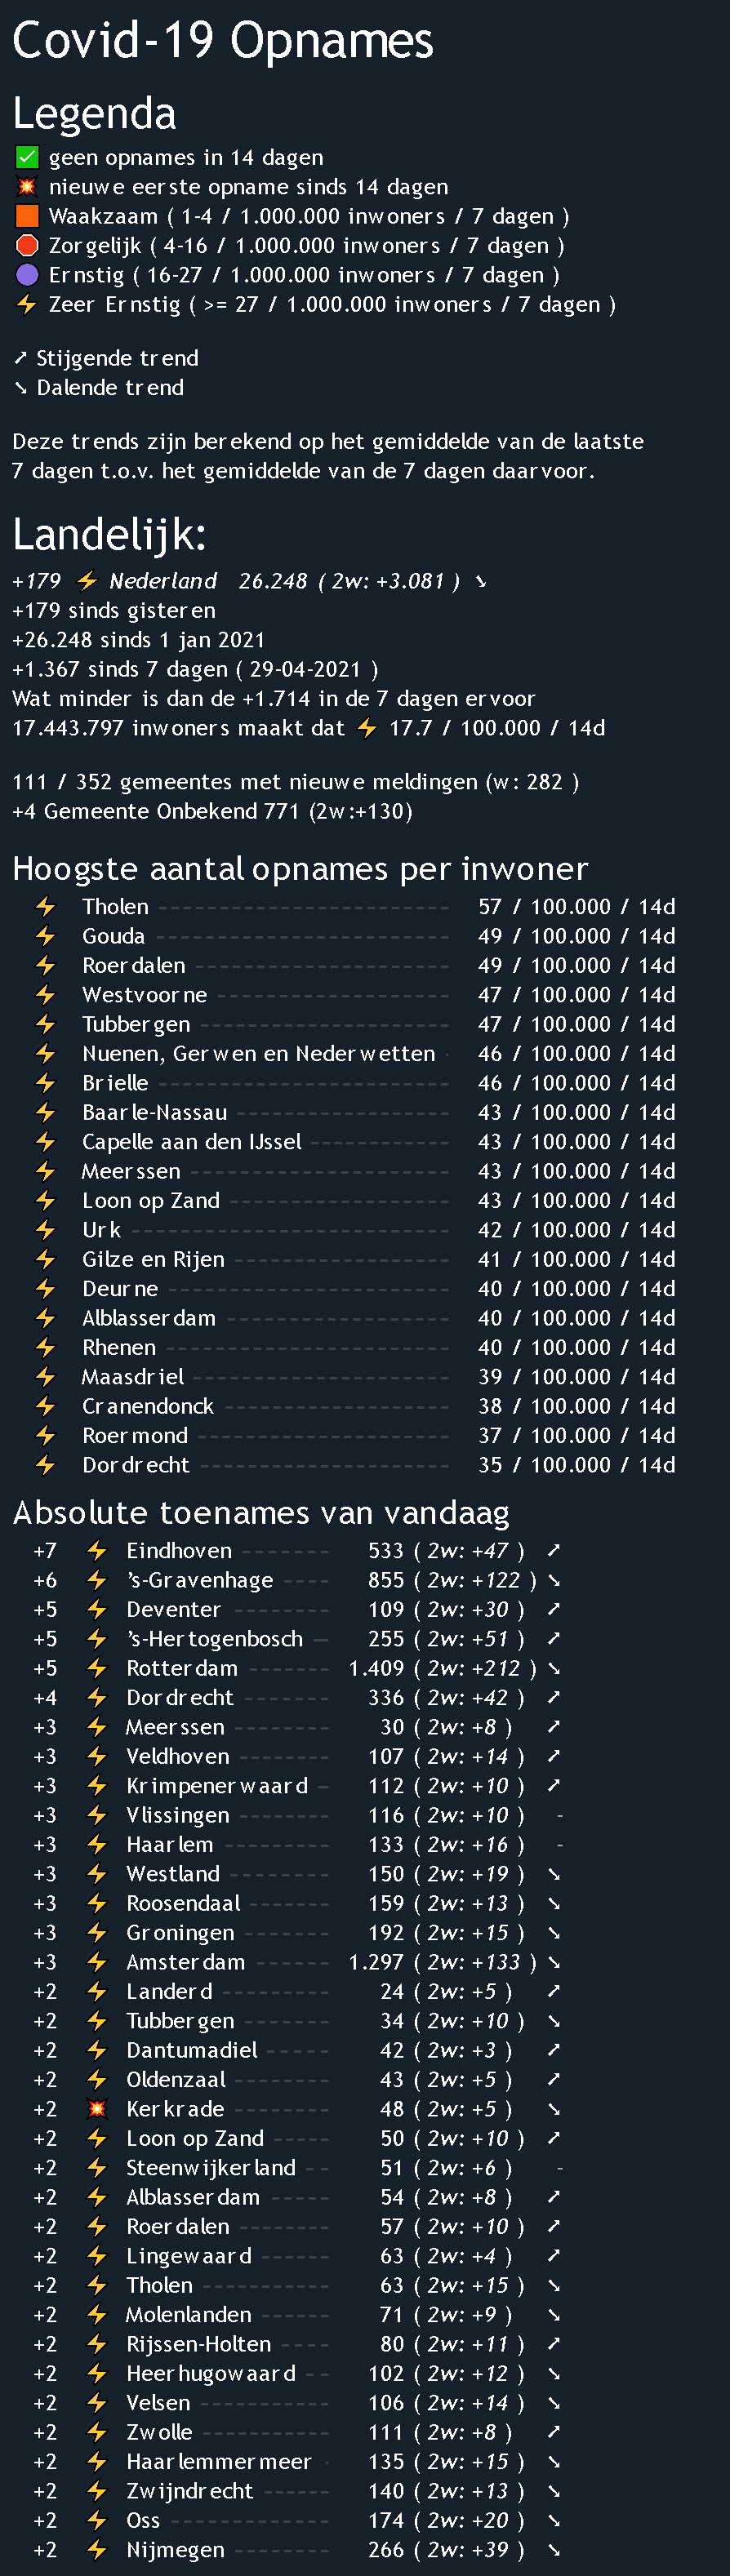 Covid-19 Opnames
Legenda
✅ geen opnames in 14 dagen
💥 nieuwe eerste opname sinds 14 dagen
🟧 Waakzaam ( 1-4 / 1.000.000 inwoners / 7 dagen )
🛑 Zorgelijk ( 4-16 / 1.000.000 inwoners / 7 dagen )
🟣 Ernstig ( 16-27 / 1.000.000 inwoners / 7 dagen )
⚡ Zeer Ernstig ( >= 27 / 1.000.000 inwoners / 7 dagen )
↗ Stijgende trend
↘ Dalende trend
Deze trends zijn berekend op het gemiddelde van de laatste
7 dagen t.o.v. het gemiddelde van de 7 dagen daarvoor.
Landelijk:
+179 ⚡ Nederland 26.248 ( 2w: +3.081 ) ↘
+179 sinds gisteren
+26.248 sinds 1 jan 2021
+1.367 sinds 7 dagen ( 29-04-2021 )
Wat minder is dan de +1.714 in de 7 dagen ervoor
17.443.797 inwoners maakt dat ⚡ 17.7 / 100.000 / 14d
111 / 352 gemeentes met nieuwe meldingen (w: 282 )
+4 Gemeente Onbekend 771 (2w:+130)
Hoogste aantal opnames per inwoner
⚡ Tholen 57 / 100.000 / 14d
⚡ Gouda 49 / 100.000 / 14d
⚡ Roerdalen 49 / 100.000 / 14d
⚡ Westvoorne 47 / 100.000 / 14d
⚡ Tubbergen 47 / 100.000 / 14d
⚡ Nuenen, Gerwen en Nederwetten 46 / 100.000 / 14d
⚡ Brielle 46 / 100.000 / 14d
⚡ Baarle-Nassau 43 / 100.000 / 14d
⚡ Capelle aan den IJssel 43 / 100.000 / 14d
⚡ Meerssen 43 / 100.000 / 14d
⚡ Loon op Zand 43 / 100.000 / 14d
⚡ Urk 42 / 100.000 / 14d
⚡ Gilze en Rijen 41 / 100.000 / 14d
⚡ Deurne 40 / 100.000 / 14d
⚡ Alblasserdam 40 / 100.000 / 14d
⚡ Rhenen 40 / 100.000 / 14d
⚡ Maasdriel 39 / 100.000 / 14d
⚡ Cranendonck 38 / 100.000 / 14d
⚡ Roermond 37 / 100.000 / 14d
⚡ Dordrecht 35 / 100.000 / 14d
Absolute toenames van vandaag
+7 ⚡ Eindhoven 533 ( 2w: +47 ) ↗
+6 ⚡ 's-Gravenhage 855 ( 2w: +122 ) ↘
+5 ⚡ Deventer 109 ( 2w: +30 ) ↗
+5 ⚡ 's-Hertogenbosch 255 ( 2w: +51 ) ↗
+5 ⚡ Rotterdam 1.409 ( 2w: +212 ) ↘
+4 ⚡ Dordrecht 336 ( 2w: +42 ) ↗
+3 ⚡ Meerssen 30 ( 2w: +8 ) ↗
+3 ⚡ Veldhoven 107 ( 2w: +14 ) ↗
+3 ⚡ Krimpenerwaard 112 ( 2w: +10 ) ↗
+3 ⚡ Vlissingen 116 ( 2w: +10 ) -
+3 ⚡ Haarlem 133 ( 2w: +16 ) -
+3 ⚡ Westland 150 ( 2w: +19 ) ↘
+3 ⚡ Roosendaal 159 ( 2w: +13 ) ↘
+3 ⚡ Groningen 192 ( 2w: +15 ) ↘
+3 ⚡ Amsterdam 1.297 ( 2w: +133 ) ↘
+2 ⚡ Landerd 24 ( 2w: +5 ) ↗
+2 ⚡ Tubbergen 34 ( 2w: +10 ) ↘
+2 ⚡ Dantumadiel 42 ( 2w: +3 ) ↗
+2 ⚡ Oldenzaal 43 ( 2w: +5 ) ↗
+2 💥 Kerkrade 48 ( 2w: +5 ) ↘
+2 ⚡ Loon op Zand 50 ( 2w: +10 ) ↗
+2 ⚡ Steenwijkerland 51 ( 2w: +6 ) -
+2 ⚡ Alblasserdam 54 ( 2w: +8 ) ↗
+2 ⚡ Roerdalen 57 ( 2w: +10 ) ↗
+2 ⚡ Lingewaard 63 ( 2w: +4 ) ↗
+2 ⚡ Tholen 63 ( 2w: +15 ) ↘
+2 ⚡ Molenlanden 71 ( 2w: +9 ) ↘
+2 ⚡ Rijssen-Holten 80 ( 2w: +11 ) ↗
+2 ⚡ Heerhugowaard 102 ( 2w: +12 ) ↘
+2 ⚡ Velsen 106 ( 2w: +14 ) ↘
+2 ⚡ Zwolle 111 ( 2w: +8 ) ↗
+2 ⚡ Haarlemmermeer 135 ( 2w: +15 ) ↘
+2 ⚡ Zwijndrecht 140 ( 2w: +13 ) ↘
+2 ⚡ Oss 174 ( 2w: +20 ) ↘
+2 ⚡ Nijmegen 266 ( 2w: +39 ) ↘